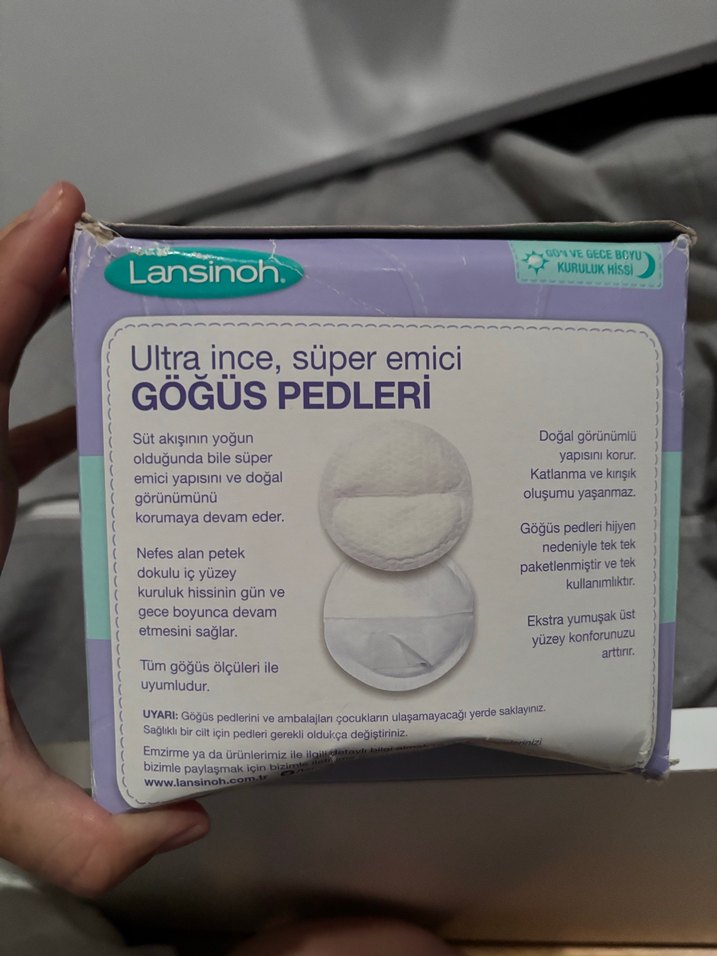 Lansinoh®
GÜN VE GECE BOYU
KURULUK HİSSİ
Ultra ince, süper emici
GÖĞÜS PEDLERİ
Süt akışının yoğun
olduğunda bile süper
emici yapısını ve doğal
görünümünü
korumaya devam eder.
Nefes alan petek
dokulu iç yüzey
kuruluk hissinin gün ve
gece boyunca devam
etmesini sağlar.
Tüm göğüs ölçüleri ile
uyumludur.
Doğal görünümlü
yapısını korur.
Katlanma ve kırışık
oluşumu yaşanmaz.
Göğüs pedleri hijyen
nedeniyle tek tek
paketlenmiştir ve tek
kullanımlıktır.
Ekstra yumuşak üst
yüzey konforunuzu
arttırır.
UYARI: Göğüs pedlerini ve ambalajları çocukların ulaşamayacağı yerde saklayınız.
Sağlıklı bir cilt için pedleri gerekli oldukça değiştiriniz.
Emzirme ya da ürünlerimiz ile ilgili detaylı bilgi almak
bizimle paylaşmak için bizimle
www.lansinoh.com.tr